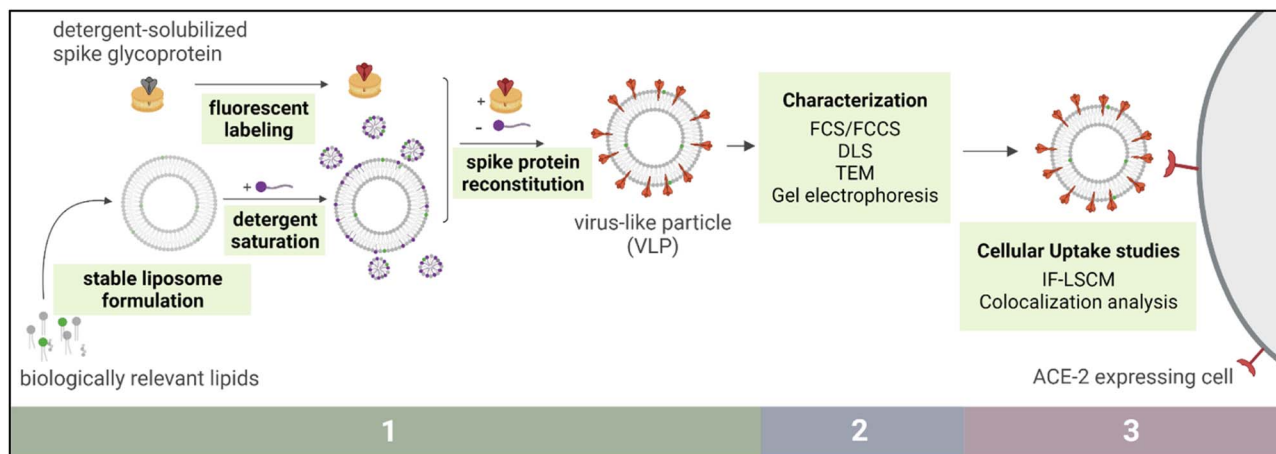 detergent-solubilized
spike glycoprotein
fluorescent
labeling
+
detergent
saturation
stable liposome
formulation
biologically relevant lipids
+
-
spike protein
reconstitution
virus-like particle
(VLP)
Characterization
FCS/FCCS
DLS
TEM
Gel electrophoresis
Cellular Uptake studies
IF-LSCM
Colocalization analysis
ACE-2 expressing cell
1
2
3